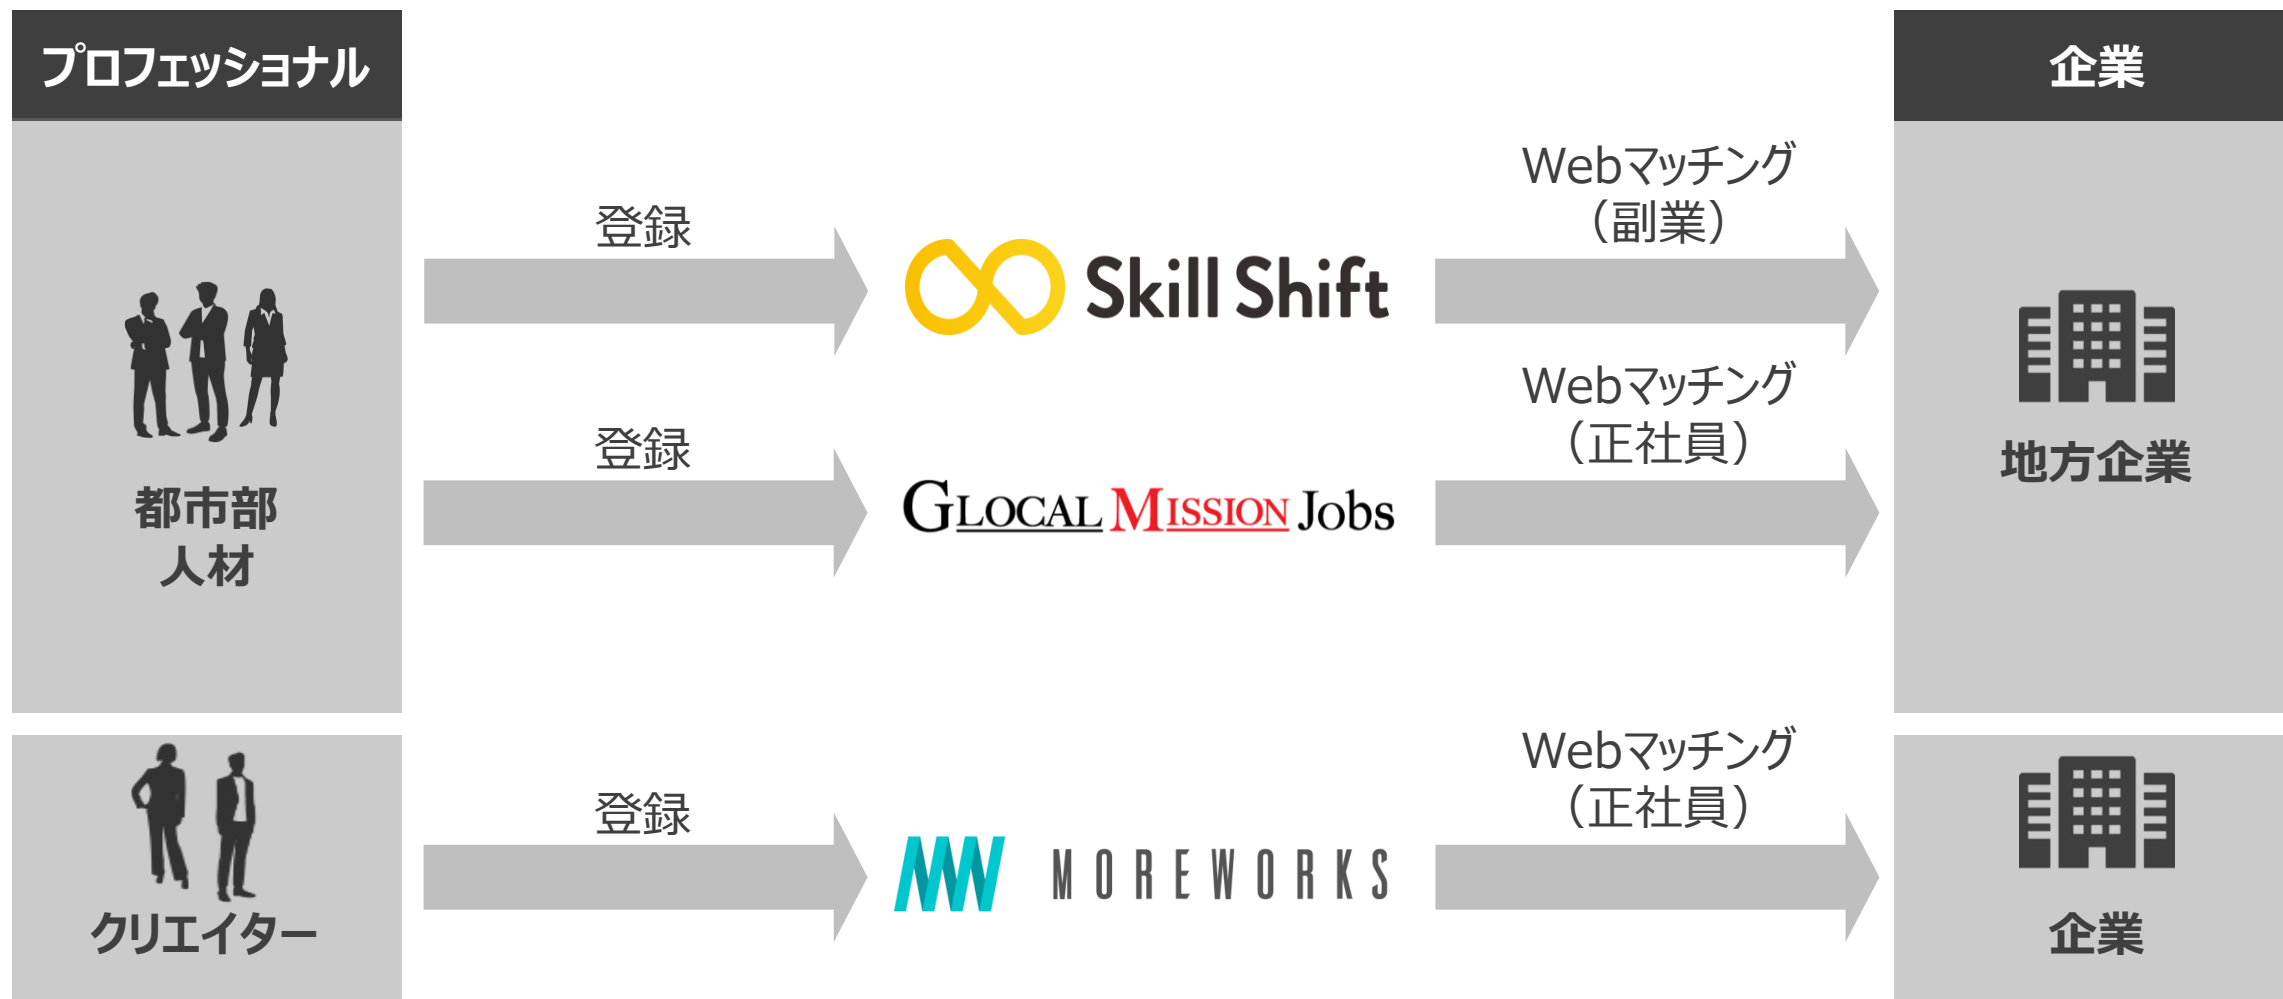 プロフェッショナル
企業
都市部
人材
登録
Skill Shift
Webマッチング
（副業）
登録
GLOCAL MISSION Jobs
Webマッチング
（正社員）
地方企業
クリエイター
登録
MOREWORKS
Webマッチング
（正社員）
企業